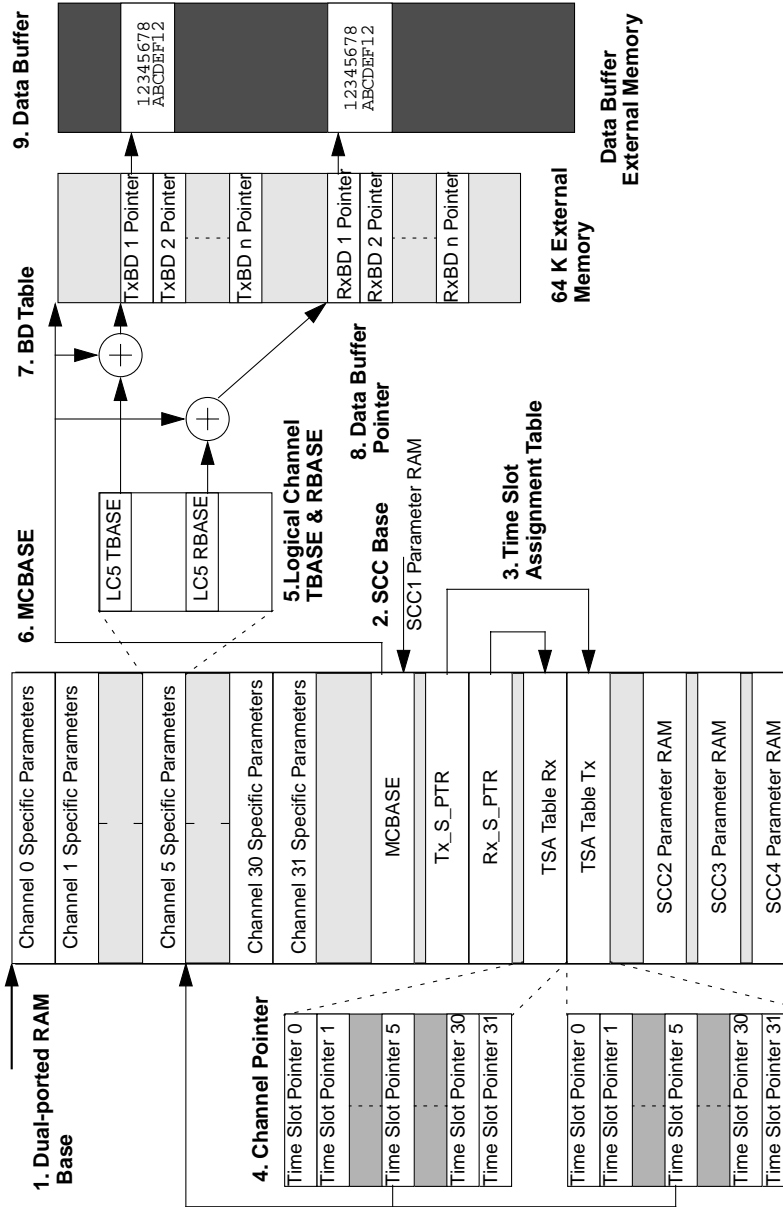 1. Dual-ported RAM
Base
Channel 0 Specific Parameters
Channel 1 Specific Parameters
Channel 5 Specific Parameters
Channel 30 Specific Parameters
Channel 31 Specific Parameters
MCBASE
Tx_S_PTR
Rx_S_PTR
TSA Table Rx
TSA Table Tx
SCC2 Parameter RAM
SCC3 Parameter RAM
SCC4 Parameter RAM
4. Channel Pointer
Time Slot Pointer 0
Time Slot Pointer 1
Time Slot Pointer 5
Time Slot Pointer 30
Time Slot Pointer 31
Time Slot Pointer 0
Time Slot Pointer 1
Time Slot Pointer 5
Time Slot Pointer 30
Time Slot Pointer 31
6. MCBASE
LC5 TBASE
LC5 RBASE
5.Logical Channel
TBASE & RBASE
2. SCC Base
SCC1 Parameter RAM
3. Time Slot
Assignment Table
7. BD Table
TxBD 1 Pointer
TxBD 2 Pointer
TxBD n Pointer
RxBD 1 Pointer
RxBD 2 Pointer
RxBD n Pointer
64 K External
Memory
8. Data Buffer
Pointer
9. Data Buffer
12345678
ABCDEF12
12345678
ABCDEF12
Data Buffer
External Memory